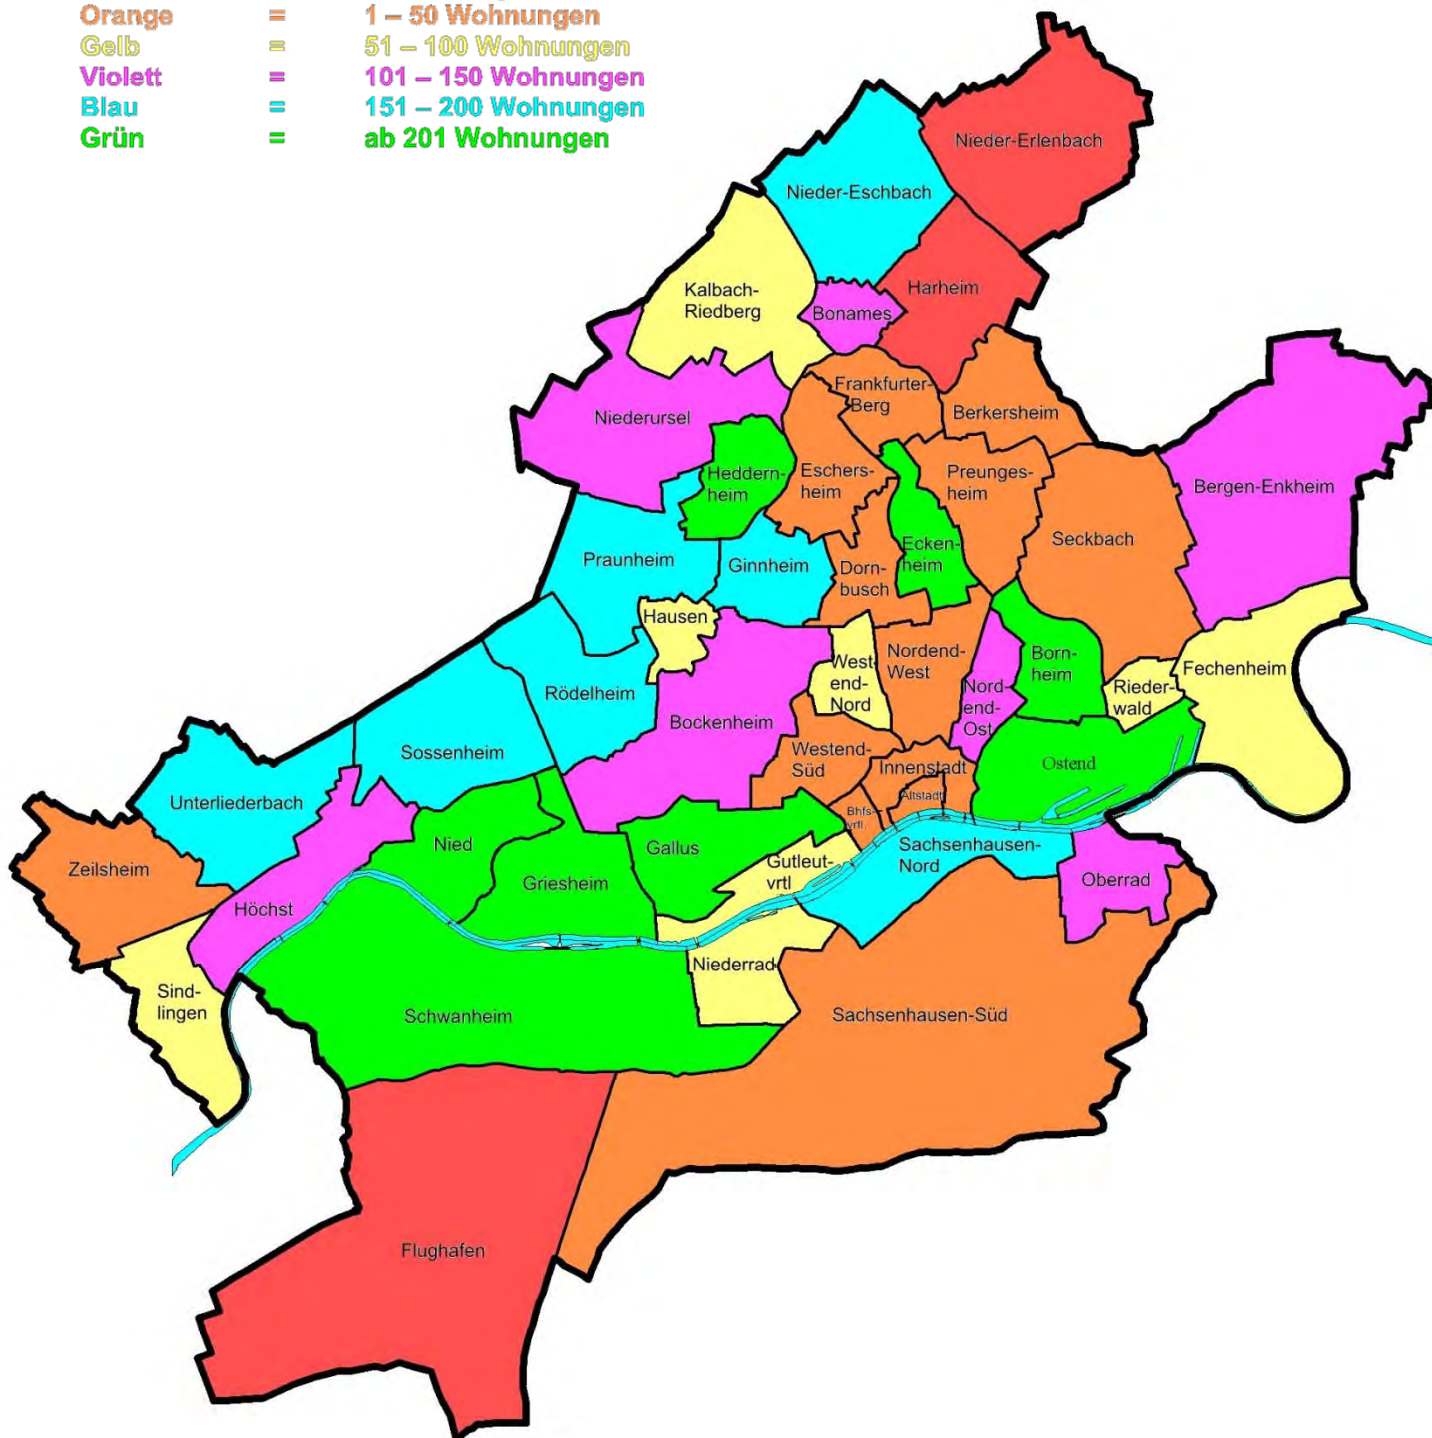 Orange = 1 – 50 Wohnungen
Gelb = 51 – 100 Wohnungen
Violett = 101 – 150 Wohnungen
Blau = 151 – 200 Wohnungen
Grün = ab 201 Wohnungen
Nieder-Erlenbach
Nieder-Eschbach
Kalbach-
Riedberg
Harheim
Bonames
Frankfurter-
Berg
Berkersheim
Niederursel
Heddern-
heim
Eschers-
heim
Preunges-
heim
Bergen-Enkheim
Seckbach
Praunheim
Ginnheim
Dorn-
busch
Ecken-
heim
Hausen
West-
end-
Nord
Nordend-
West
Born-
heim
Fechenheim
Rieder-
wald
Nord-
end-
Ost
Rödelheim
Bockenheim
Sossenheim
Westend-
Süd
Innenstadt
Ostend
Unterliederbach
Altstadt
Bhfs-
vrtl
Zeilsheim
Nied
Gallus
Gutleut-
vrtl
Sachsenhausen-
Nord
Griesheim
Oberrad
Höchst
Niederrad
Sind-
lingen
Schwanheim
Sachsenhausen-Süd
Flughafen